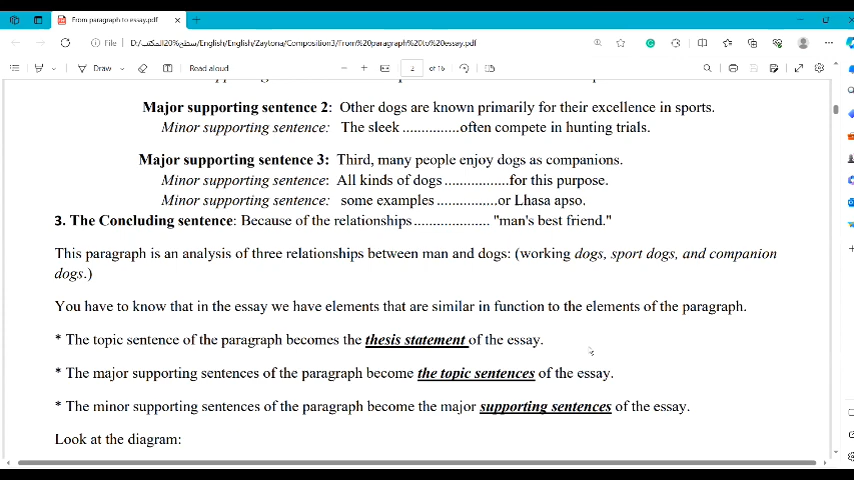 From paragraph to essay.pdf
File D:/سطح%20المكتب/English/English/Zaytona/Composition3/From%20paragraph%20to%20essay.pdf
Draw Read aloud 2 of 16
Major supporting sentence 2: Other dogs are known primarily for their excellence in sports.
Minor supporting sentence: The sleek ..............often compete in hunting trials.
Major supporting sentence 3: Third, many people enjoy dogs as companions.
Minor supporting sentence: All kinds of dogs ................for this purpose.
Minor supporting sentence: some examples ...............or Lhasa apso.
3. The Concluding sentence: Because of the relationships................... "man's best friend."
This paragraph is an analysis of three relationships between man and dogs: (working dogs, sport dogs, and companion
dogs.)
You have to know that in the essay we have elements that are similar in function to the elements of the paragraph.
* The topic sentence of the paragraph becomes the thesis statement of the essay.
* The major supporting sentences of the paragraph become the topic sentences of the essay.
* The minor supporting sentences of the paragraph become the major supporting sentences of the essay.
Look at the diagram: